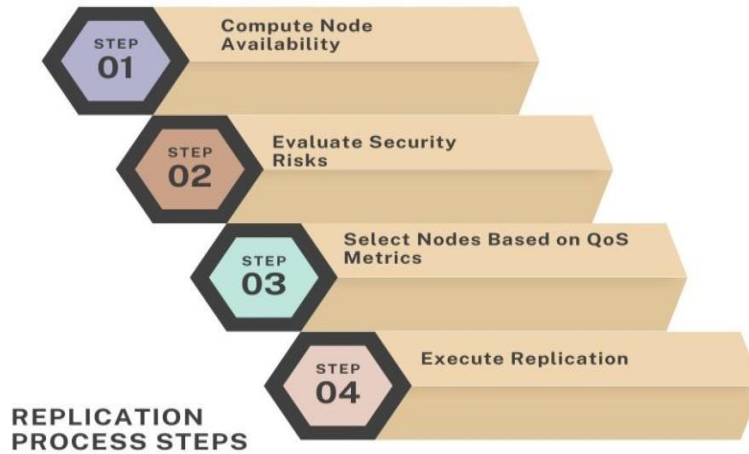 STEP
01
Compute Node
Availability
STEP
02
Evaluate Security
Risks
STEP
03
Select Nodes Based on QoS
Metrics
STEP
04
Execute Replication
REPLICATION
PROCESS STEPS